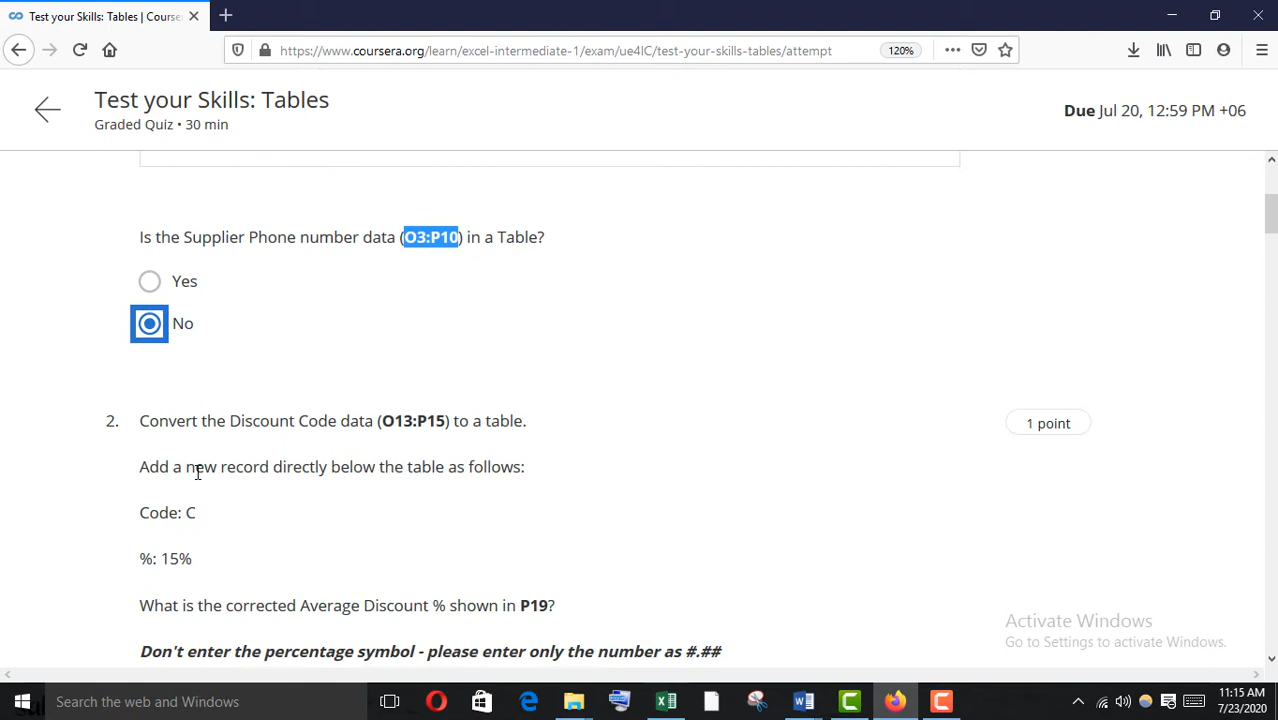 Test your Skills: Tables | Course
https://www.coursera.org/learn/excel-intermediate-1/exam/ue4IC/test-your-skills-tables/attempt
120%
Test your Skills: Tables
Graded Quiz • 30 min
Due Jul 20, 12:59 PM +06
Is the Supplier Phone number data (O3:P10) in a Table?
Yes
No
2. Convert the Discount Code data (O13:P15) to a table.
1 point
Add a new record directly below the table as follows:
Code: C
%: 15%
What is the corrected Average Discount % shown in P19?
Don't enter the percentage symbol - please enter only the number as #.##
Activate Windows
Go to Settings to activate Windows.
Search the web and Windows
11:15 AM
7/23/2020